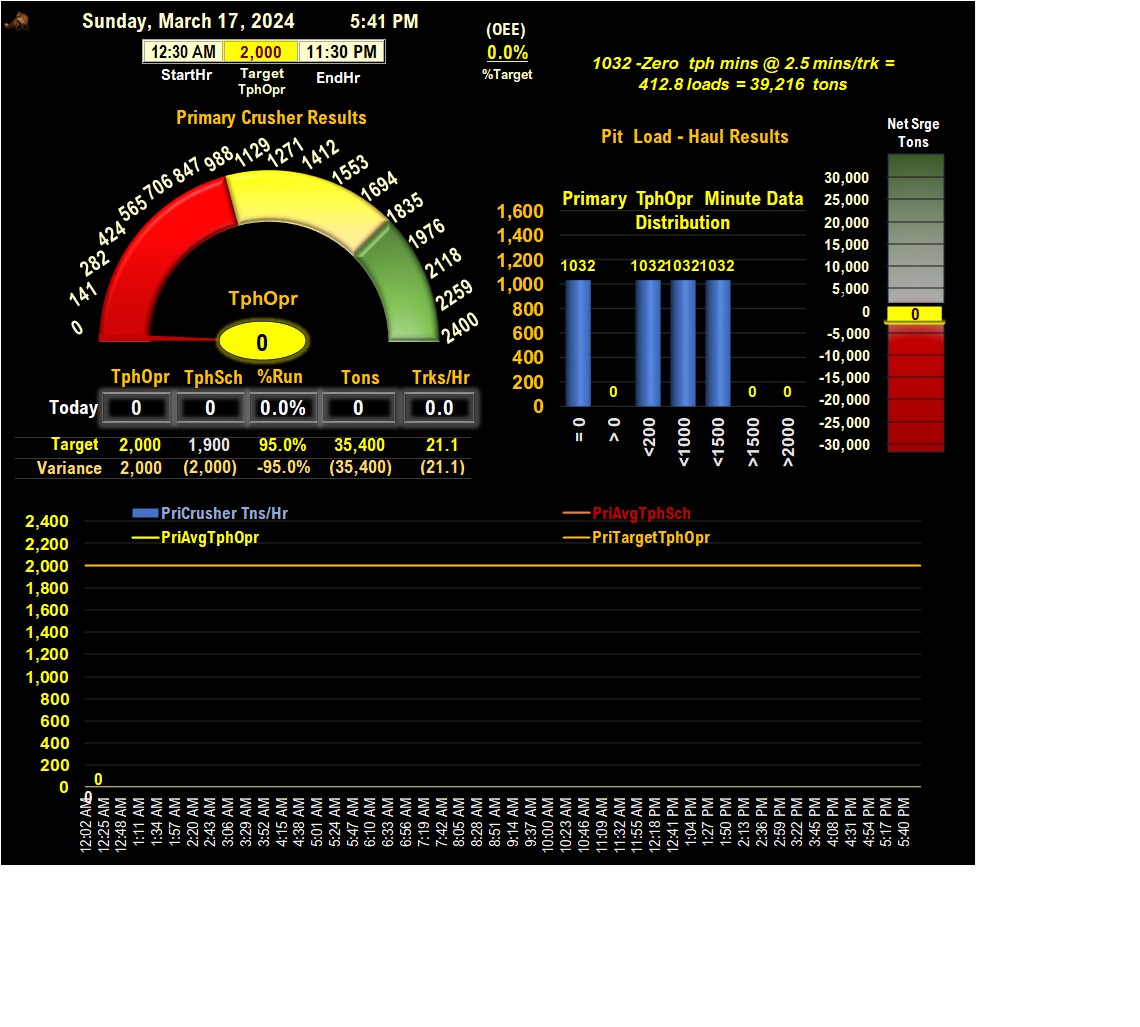 Sunday, March 17, 2024 5:41 PM
12:30 AM 2,000 11:30 PM
StartHr Target TphOpr EndHr
(OEE)
0.0%
%Target
1032 -Zero tph mins @ 2.5 mins/trk =
412.8 loads = 39,216 tons
Primary Crusher Results
0
141
282
424
565
706
847
988
1129
1271
1412
1553
1694
1835
1976
2118
2259
2400
TphOpr
0
TphOpr TphSch %Run Tons Trks/Hr
Today 0 0 0.0% 0 0.0
Target 2,000 1,900 95.0% 35,400 21.1
Variance 2,000 (2,000) -95.0% (35,400) (21.1)
Pit Load - Haul Results
Primary TphOpr Minute Data
Distribution
1,600
1,400
1,200
1,000
800
600
400
200
0
1032 0 1032 1032 1032 0 0
= 0
> 0
<200
<1000
<1500
>1500
>2000
Net Srge
Tons
30,000
25,000
20,000
15,000
10,000
5,000
0
-5,000
-10,000
-15,000
-20,000
-25,000
-30,000
0
PriCrusher Tns/Hr PriAvgTphSch
PriAvgTphOpr PriTargetTphOpr
2,400
2,200
2,000
1,800
1,600
1,400
1,200
1,000
800
600
400
200
0
0
0
12:02 AM
12:25 AM
12:48 AM
1:11 AM
1:34 AM
1:57 AM
2:20 AM
2:43 AM
3:06 AM
3:29 AM
3:52 AM
4:15 AM
4:38 AM
5:01 AM
5:24 AM
5:47 AM
6:10 AM
6:33 AM
6:56 AM
7:19 AM
7:42 AM
8:05 AM
8:28 AM
8:51 AM
9:14 AM
9:37 AM
10:00 AM
10:23 AM
10:46 AM
11:09 AM
11:32 AM
11:55 AM
12:18 PM
12:41 PM
1:04 PM
1:27 PM
1:50 PM
2:13 PM
2:36 PM
2:59 PM
3:22 PM
3:45 PM
4:08 PM
4:31 PM
4:54 PM
5:17 PM
5:40 PM